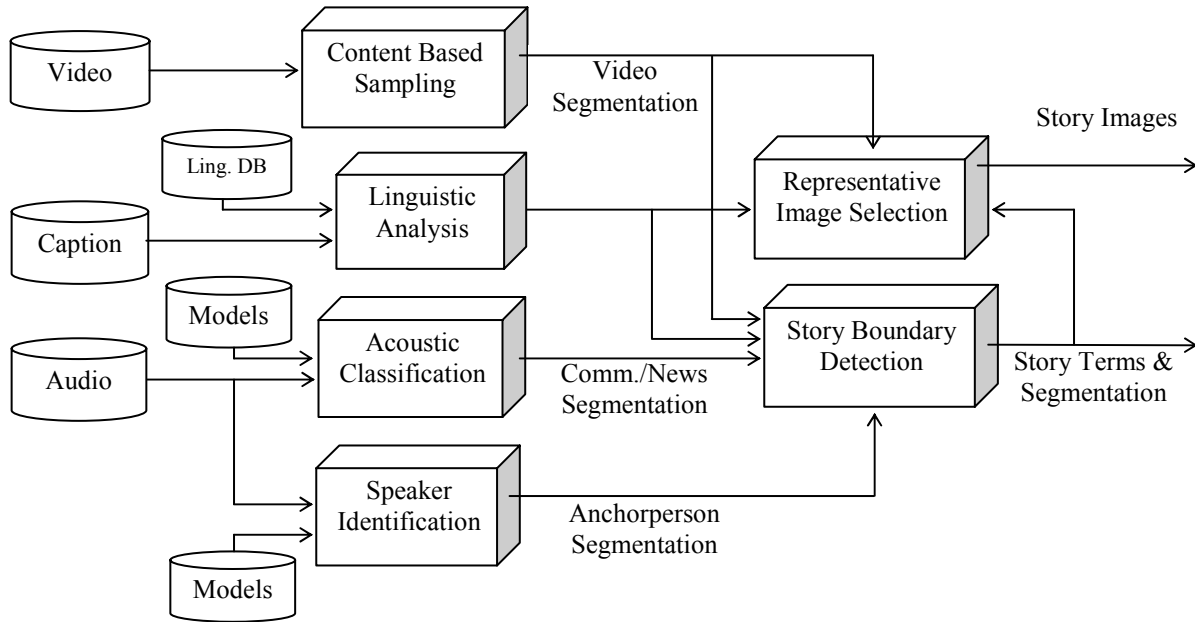 Video
Content Based
Sampling
Video
Segmentation
Story Images
Ling. DB
Linguistic
Analysis
Representative
Image Selection
Caption
Models
Acoustic
Classification
Comm./News
Segmentation
Story Boundary
Detection
Story Terms &
Segmentation
Audio
Speaker
Identification
Anchorperson
Segmentation
Models